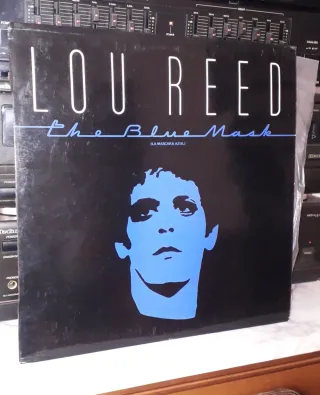 LOU REED
the Blue Mask
(LA MASCARA AZUL)